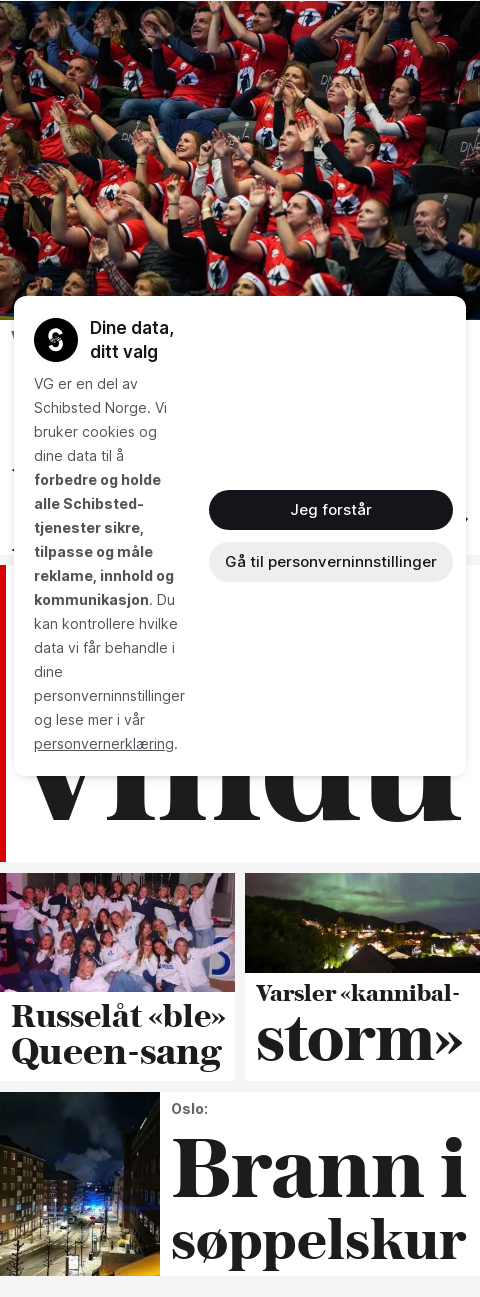 Dine data,
ditt valg
VG er en del av
Schibsted Norge. Vi
bruker cookies og
dine data til å
forbedre og holde
alle Schibsted-
tjenester sikre,
tilpasse og måle
reklame, innhold og
kommunikasjon. Du
kan kontrollere hvilke
data vi får behandle i
dine
personverninnstillinger
og lese mer i vår
personvernerklæring.
Jeg forstår
Gå til personverninnstillinger
Russelåt «ble»
Queen-sang
Varsler «kannibal-
storm»
Oslo:
Brann i
søppelskur